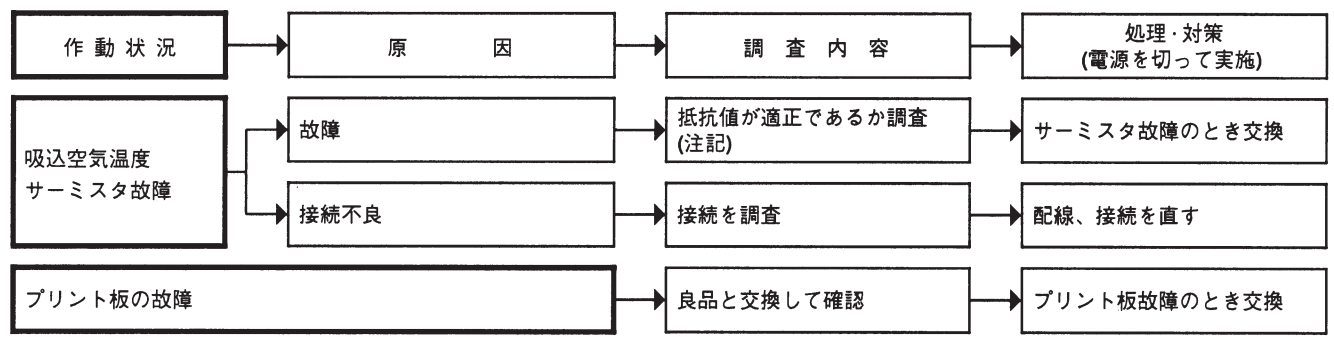 作動状況
原因
調査内容
処理・対策
(電源を切って実施)
吸込空気温度
サーミスタ故障
故障
抵抗値が適正であるか調査
(注記)
サーミスタ故障のとき交換
接続不良
接続を調査
配線、接続を直す
プリント板の故障
良品と交換して確認
プリント板故障のとき交換